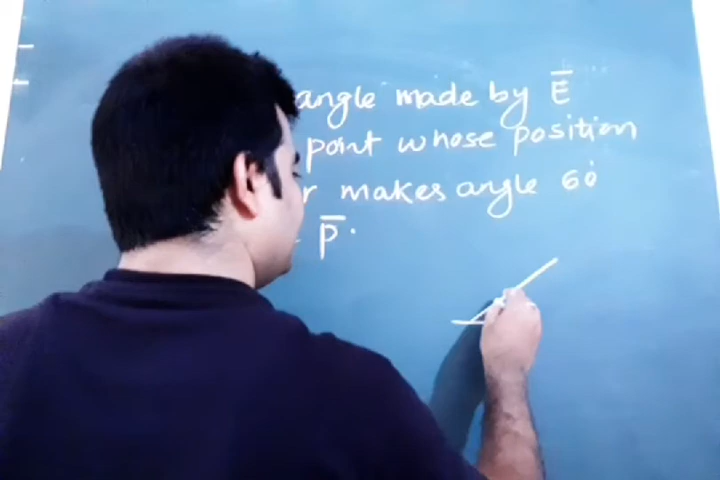 angle made by E̅
point whose position
r makes angle 60°
P̅.